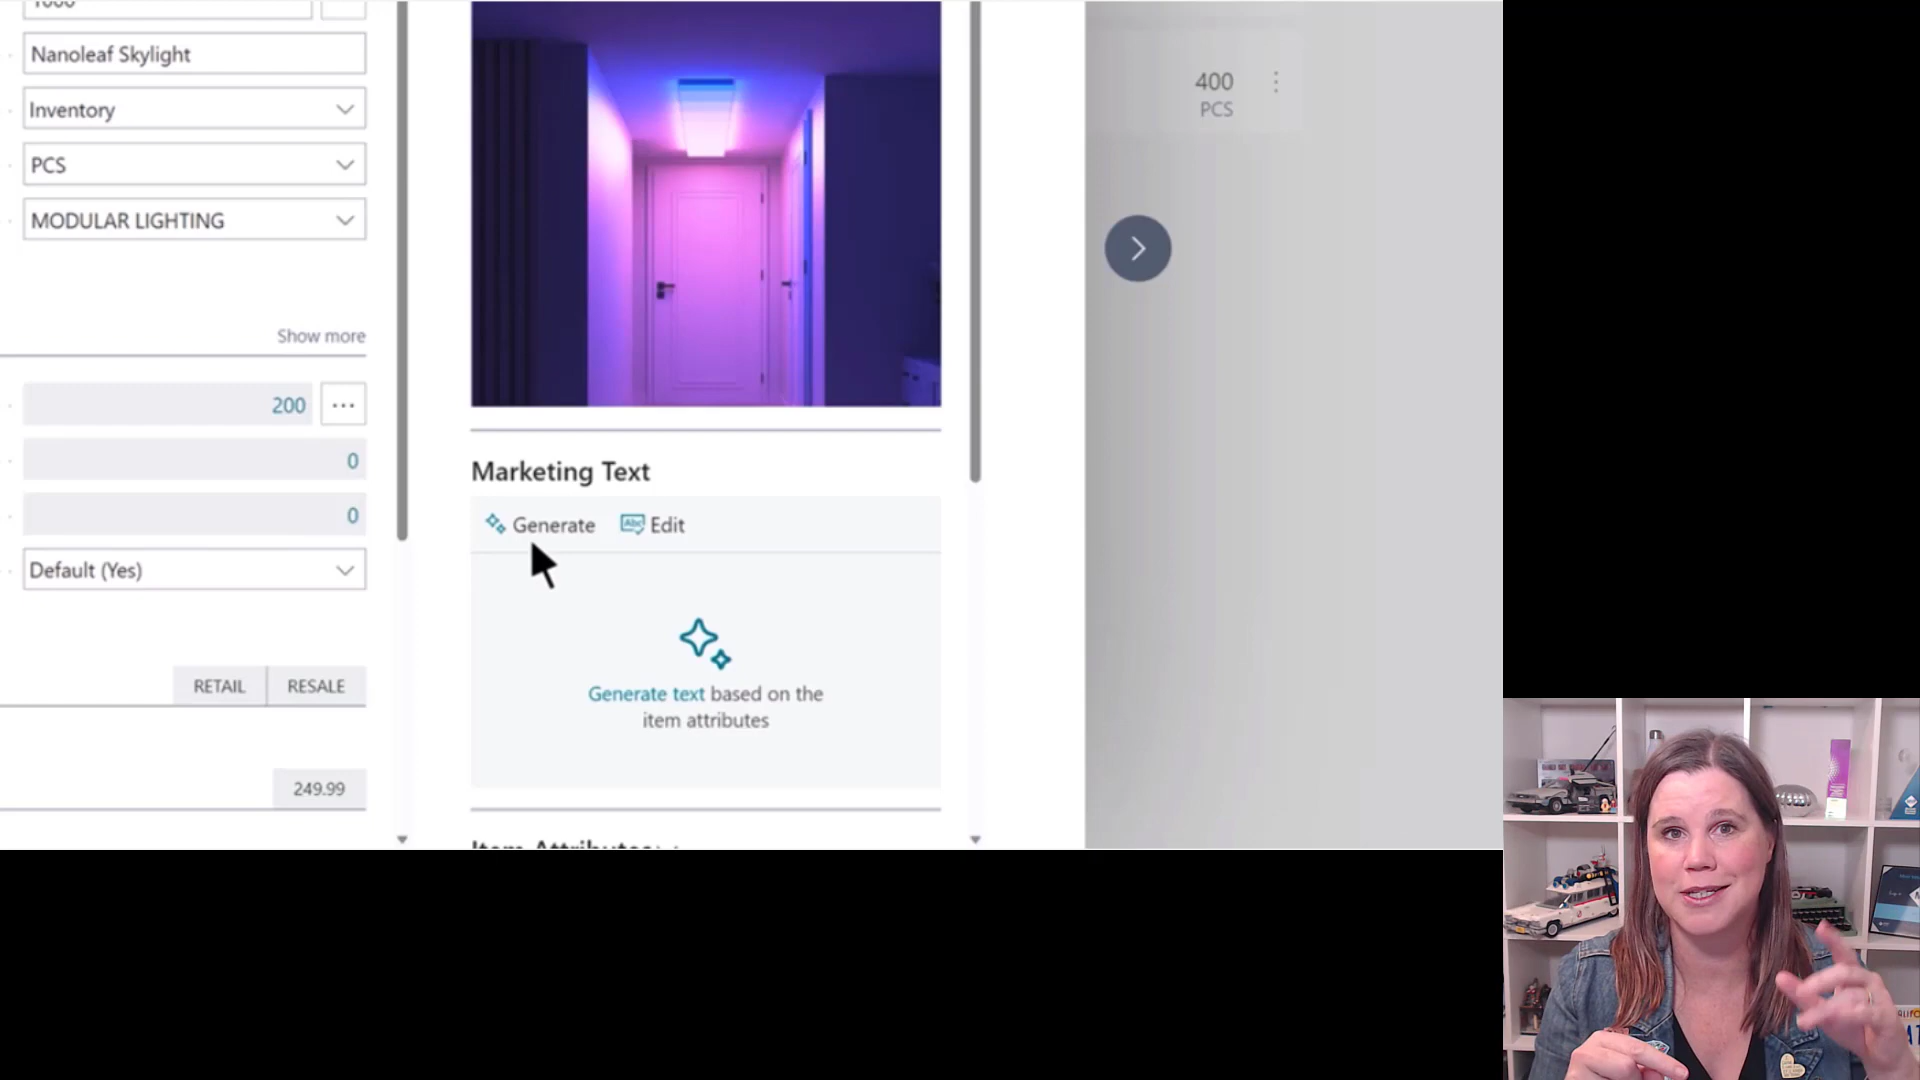 Nanoleaf Skylight
Inventory
PCS
MODULAR LIGHTING
Show more
200
0
0
Default (Yes)
RETAIL
RESALE
249.99
Marketing Text
Generate
Edit
Generate text based on the
item attributes
400
PCS